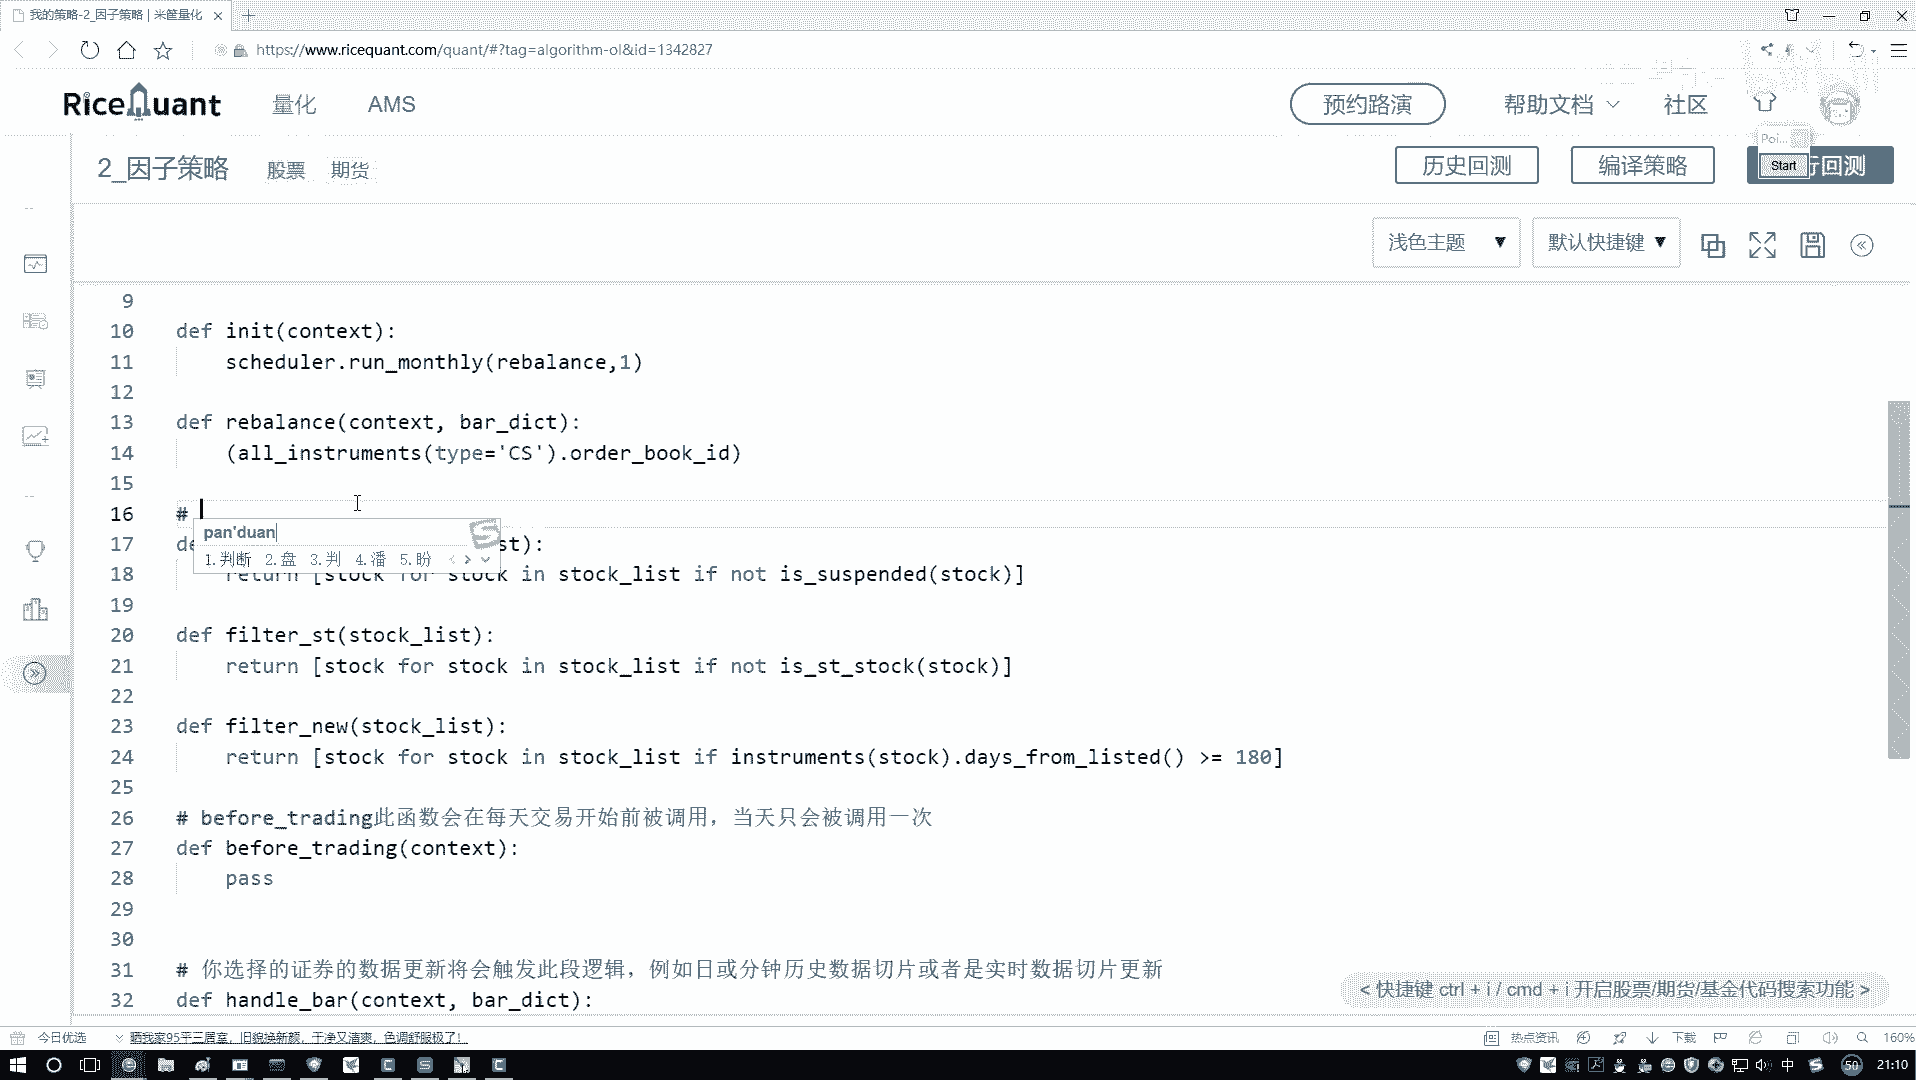 我的策略-2_因子策略 | 米筐量化
https://www.ricequant.com/quant/#?tag=algorithm-ol&id=1342827
RiceQuant 量化 AMS 预约路演 帮助文档 社区
Poi...
2_因子策略 股票 期货 历史回测 编译策略 Start 行回测
浅色主题 默认快捷键
9
10 def init(context):
11 scheduler.run_monthly(rebalance,1)
12
13 def rebalance(context, bar_dict):
14 (all_instruments(type='CS').order_book_id)
15
16 #
pan'duan
17 de st):
1.判断 2.盘 3.判 4.潘 5.盼
18 return [stock for stock in stock_list if not is_suspended(stock)]
19
20 def filter_st(stock_list):
21 return [stock for stock in stock_list if not is_st_stock(stock)]
22
23 def filter_new(stock_list):
24 return [stock for stock in stock_list if instruments(stock).days_from_listed() >= 180]
25
26 # before_trading此函数会在每天交易开始前被调用，当天只会被调用一次
27 def before_trading(context):
28 pass
29
30
31 # 你选择的证券的数据更新将会触发此段逻辑，例如日或分钟历史数据切片或者是实时数据切片更新
32 def handle_bar(context, bar_dict):
< 快捷键 ctrl + i / cmd + i 开启股票/期货/基金代码搜索功能 >
今日优选 晒我家95平三居室，旧貌换新颜，干净又清爽，色调舒服极了！ 热点资讯 下载 160%
中 50 21:10